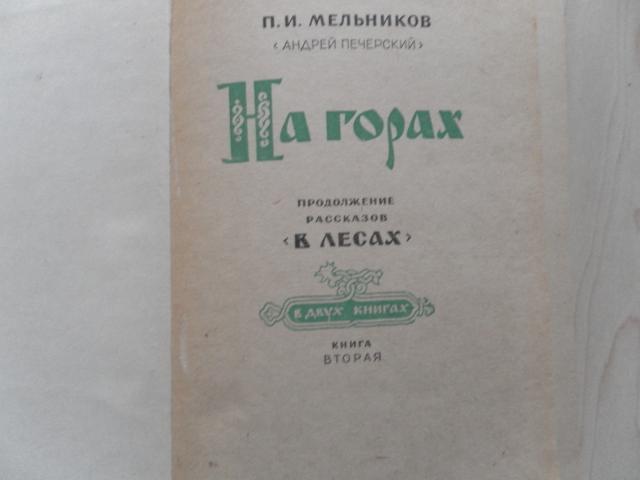 П. И. МЕЛЬНИКОВ
‹АНДРЕЙ ПЕЧЕРСКИЙ›
На горах
ПРОДОЛЖЕНИЕ
РАССКАЗОВ
‹В ЛЕСАХ›
В ДВУХ КНИГАХ
КНИГА
ВТОРАЯ